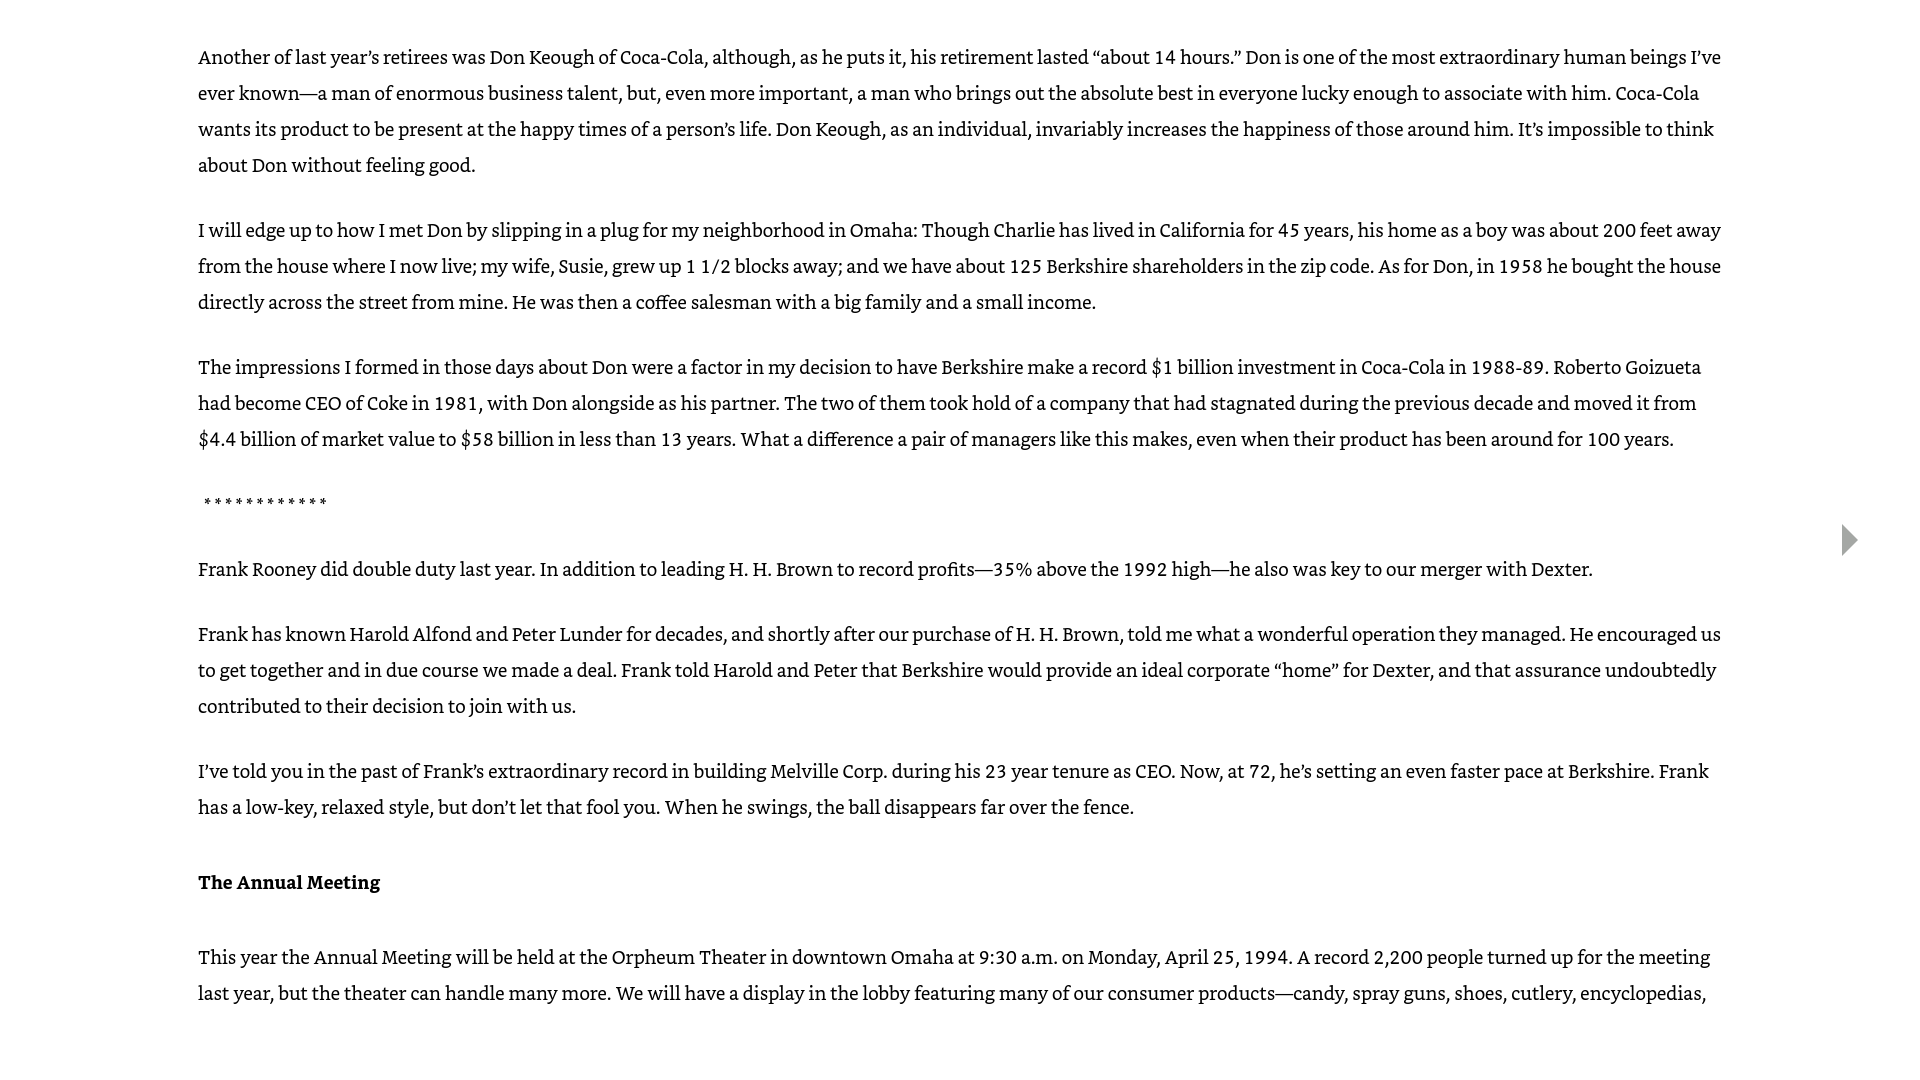 Another of last year’s retirees was Don Keough of Coca-Cola, although, as he puts it, his retirement lasted “about 14 hours.” Don is one of the most extraordinary human beings I’ve
ever known—a man of enormous business talent, but, even more important, a man who brings out the absolute best in everyone lucky enough to associate with him. Coca-Cola
wants its product to be present at the happy times of a person’s life. Don Keough, as an individual, invariably increases the happiness of those around him. It’s impossible to think
about Don without feeling good.
I will edge up to how I met Don by slipping in a plug for my neighborhood in Omaha: Though Charlie has lived in California for 45 years, his home as a boy was about 200 feet away
from the house where I now live; my wife, Susie, grew up 1 1/2 blocks away; and we have about 125 Berkshire shareholders in the zip code. As for Don, in 1958 he bought the house
directly across the street from mine. He was then a coffee salesman with a big family and a small income.
The impressions I formed in those days about Don were a factor in my decision to have Berkshire make a record $1 billion investment in Coca-Cola in 1988-89. Roberto Goizueta
had become CEO of Coke in 1981, with Don alongside as his partner. The two of them took hold of a company that had stagnated during the previous decade and moved it from
$4.4 billion of market value to $58 billion in less than 13 years. What a difference a pair of managers like this makes, even when their product has been around for 100 years.
* * * * * * * * * * * *
Frank Rooney did double duty last year. In addition to leading H. H. Brown to record profits—35% above the 1992 high—he also was key to our merger with Dexter.
Frank has known Harold Alfond and Peter Lunder for decades, and shortly after our purchase of H. H. Brown, told me what a wonderful operation they managed. He encouraged us
to get together and in due course we made a deal. Frank told Harold and Peter that Berkshire would provide an ideal corporate “home” for Dexter, and that assurance undoubtedly
contributed to their decision to join with us.
I’ve told you in the past of Frank’s extraordinary record in building Melville Corp. during his 23 year tenure as CEO. Now, at 72, he’s setting an even faster pace at Berkshire. Frank
has a low-key, relaxed style, but don’t let that fool you. When he swings, the ball disappears far over the fence.
The Annual Meeting
This year the Annual Meeting will be held at the Orpheum Theater in downtown Omaha at 9:30 a.m. on Monday, April 25, 1994. A record 2,200 people turned up for the meeting
last year, but the theater can handle many more. We will have a display in the lobby featuring many of our consumer products—candy, spray guns, shoes, cutlery, encyclopedias,